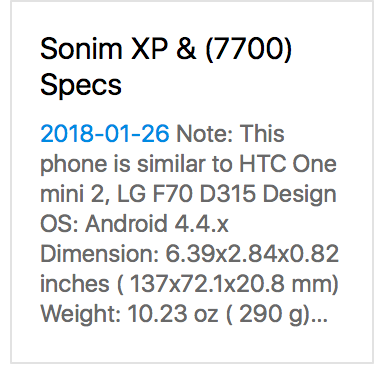 Sonim XP & (7700)
Specs
2018-01-26 Note: This
phone is similar to HTC One
mini 2, LG F70 D315 Design
OS: Android 4.4.x
Dimension: 6.39x2.84x0.82
inches ( 137x72.1x20.8 mm)
Weight: 10.23 oz ( 290 g)...